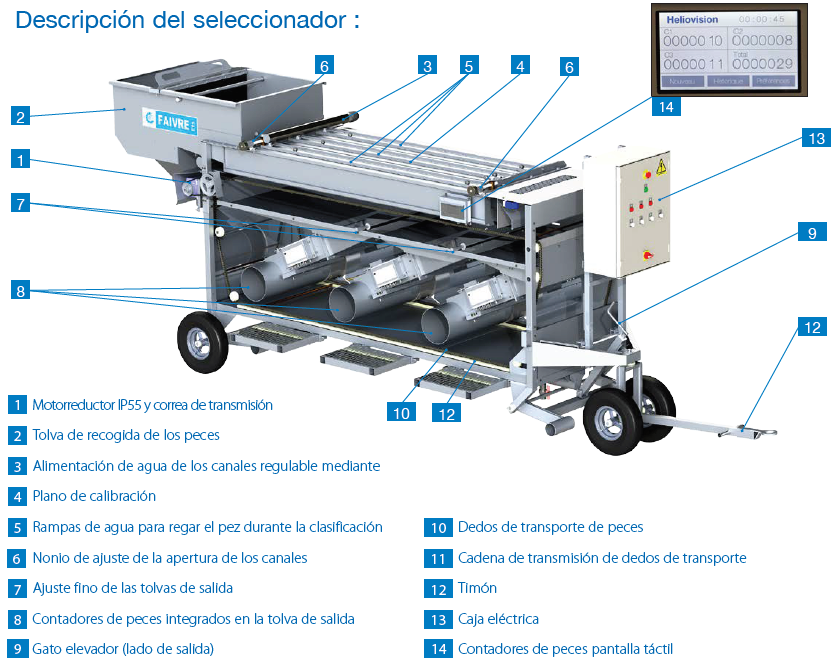 Descripción del seleccionador :
Heliovision 00:00:45
C1 C2
0000010 0000008
C3 Total
0000011 0000029
Historique Préférences
6 3 5 4 6
14
2
FAIVRE
1
13
7
9
8
12
10 12
1 Motorreductor IP55 y correa de transmisión
2 Tolva de recogida de los peces
3 Alimentación de agua de los canales regulable mediante
4 Plano de calibración
5 Rampas de agua para regar el pez durante la clasificación
6 Nonio de ajuste de la apertura de los canales
7 Ajuste fino de las tolvas de salida
8 Contadores de peces integrados en la tolva de salida
9 Gato elevador (lado de salida)
10 Dedos de transporte de peces
11 Cadena de transmisión de dedos de transporte
12 Timón
13 Caja eléctrica
14 Contadores de peces pantalla táctil